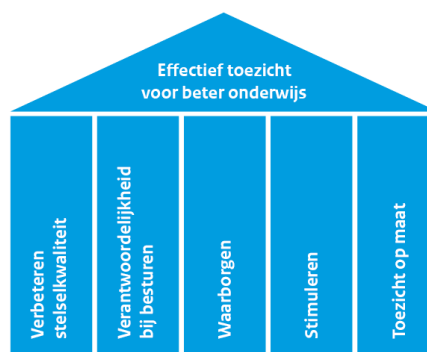 Effectief toezicht
voor beter onderwijs
Verbeteren
stelselkwaliteit
Verantwoordelijkheid
bij besturen
Waarborgen
Stimuleren
Toezicht op maat